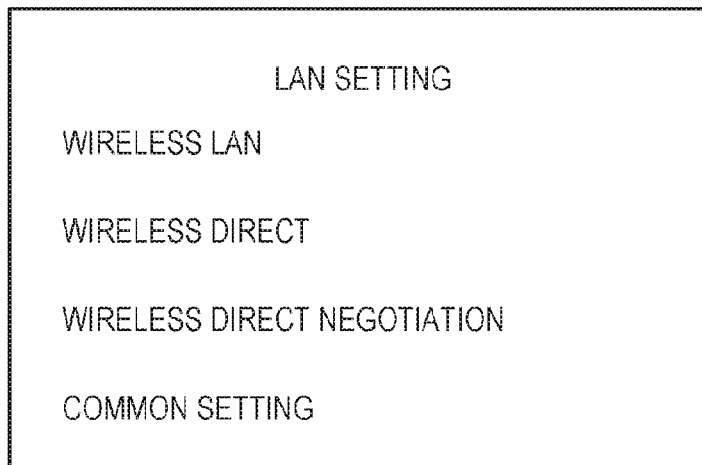 LAN SETTING
WIRELESS LAN
WIRELESS DIRECT
WIRELESS DIRECT NEGOTIATION
COMMON SETTING